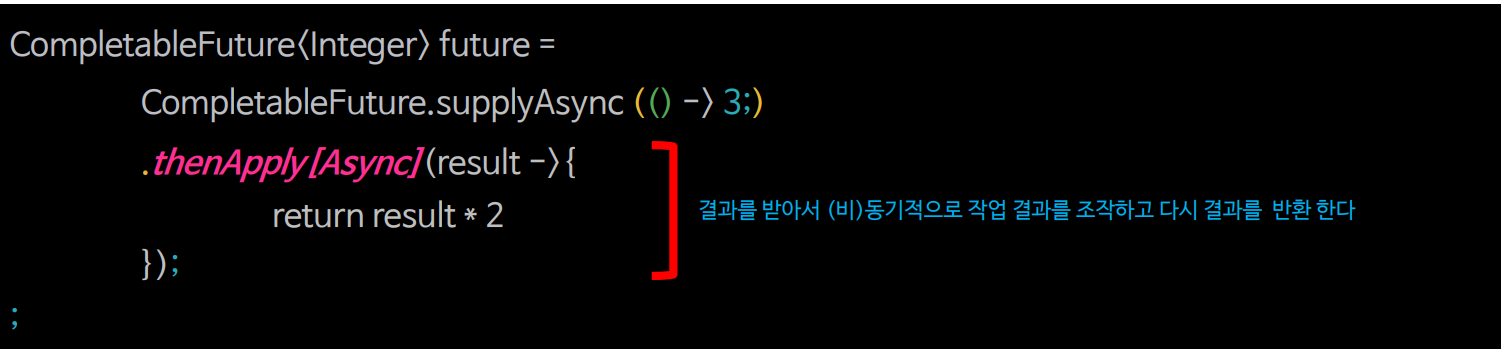 CompletableFuture〈Integer〉 future =
CompletableFuture.supplyAsync (() -〉 3;)
.thenApply[Async](result -〉{
return result * 2
결과를 받아서 (비)동기적으로 작업 결과를 조작하고 다시 결과를 반환 한다
});
;